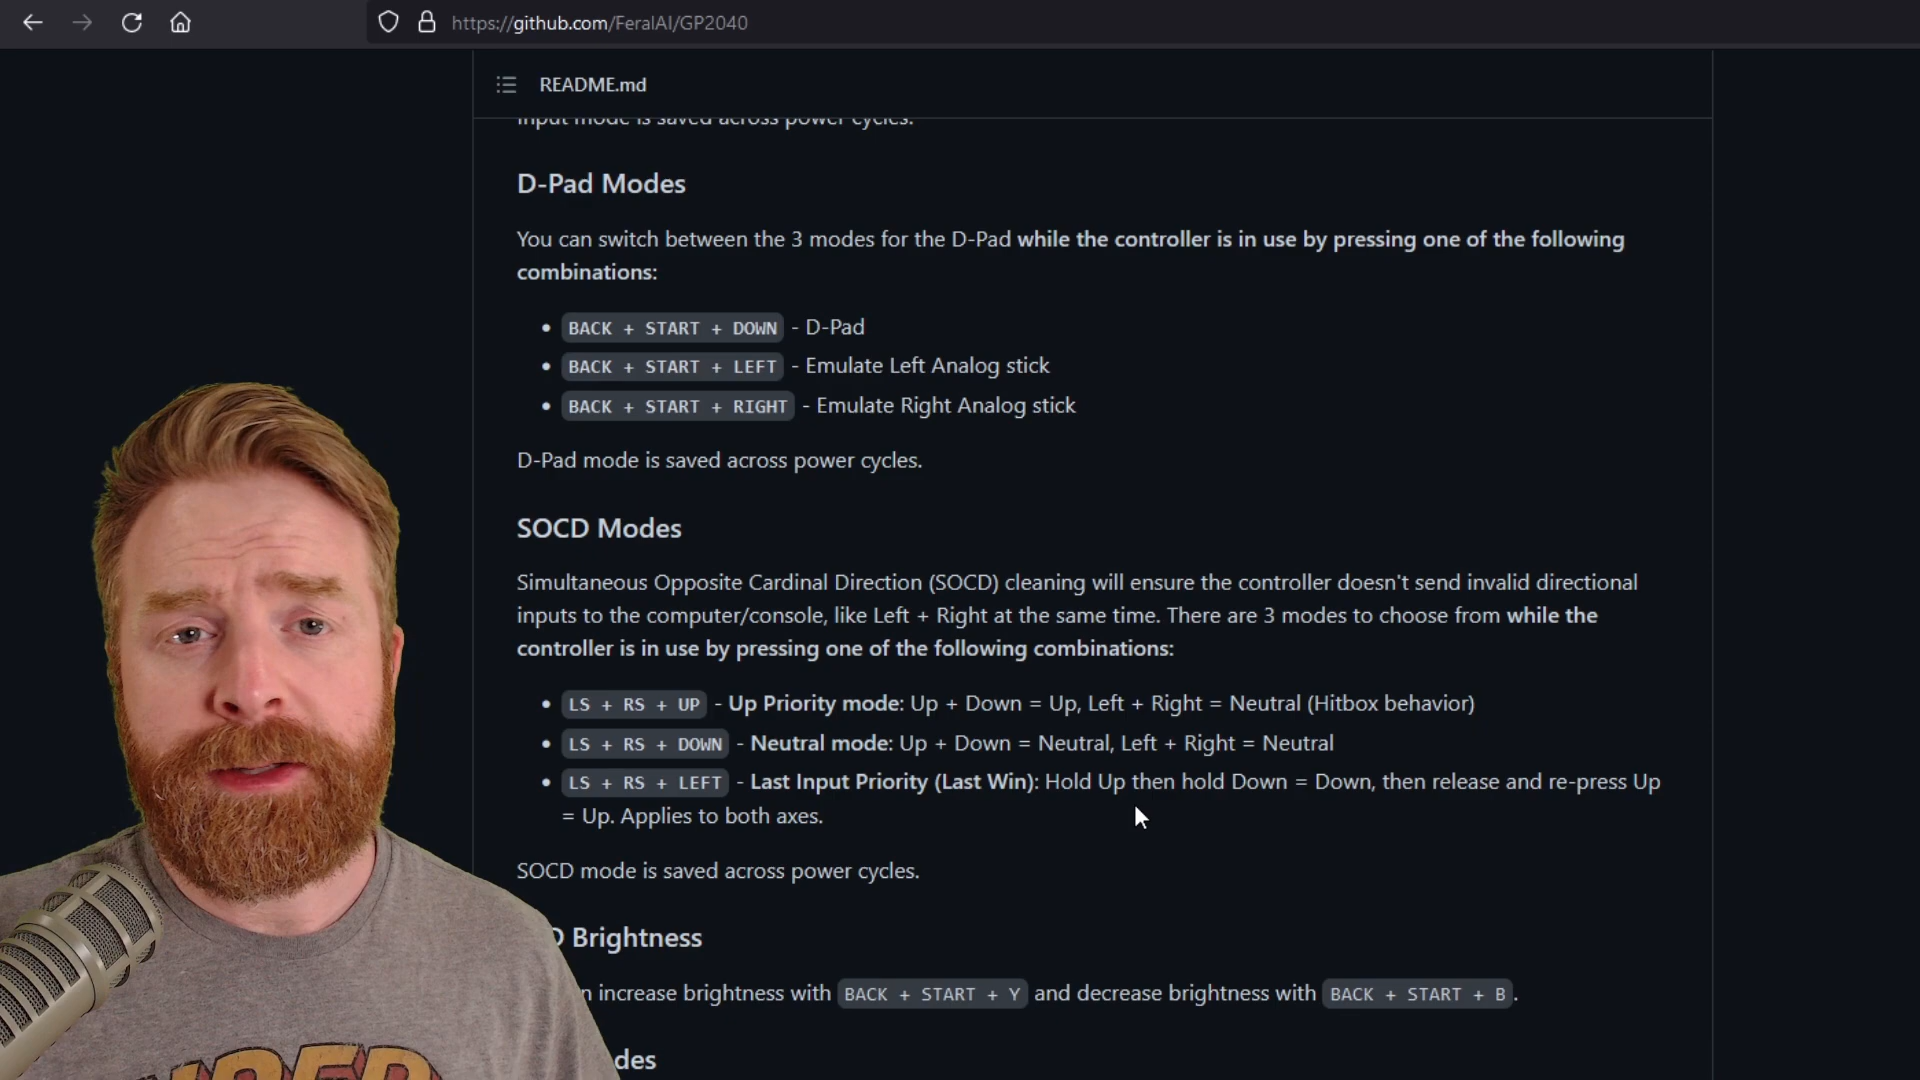 https://github.com/FeralAI/GP2040
README.md
Input mode is saved across power cycles.
D-Pad Modes
You can switch between the 3 modes for the D-Pad while the controller is in use by pressing one of the following
combinations:
• BACK + START + DOWN - D-Pad
• BACK + START + LEFT - Emulate Left Analog stick
• BACK + START + RIGHT - Emulate Right Analog stick
D-Pad mode is saved across power cycles.
SOCD Modes
Simultaneous Opposite Cardinal Direction (SOCD) cleaning will ensure the controller doesn't send invalid directional
inputs to the computer/console, like Left + Right at the same time. There are 3 modes to choose from while the
controller is in use by pressing one of the following combinations:
• LS + RS + UP - Up Priority mode: Up + Down = Up, Left + Right = Neutral (Hitbox behavior)
• LS + RS + DOWN - Neutral mode: Up + Down = Neutral, Left + Right = Neutral
• LS + RS + LEFT - Last Input Priority (Last Win): Hold Up then hold Down = Down, then release and re-press Up
= Up. Applies to both axes.
SOCD mode is saved across power cycles.
D Brightness
n increase brightness with BACK + START + Y and decrease brightness with BACK + START + B.
des